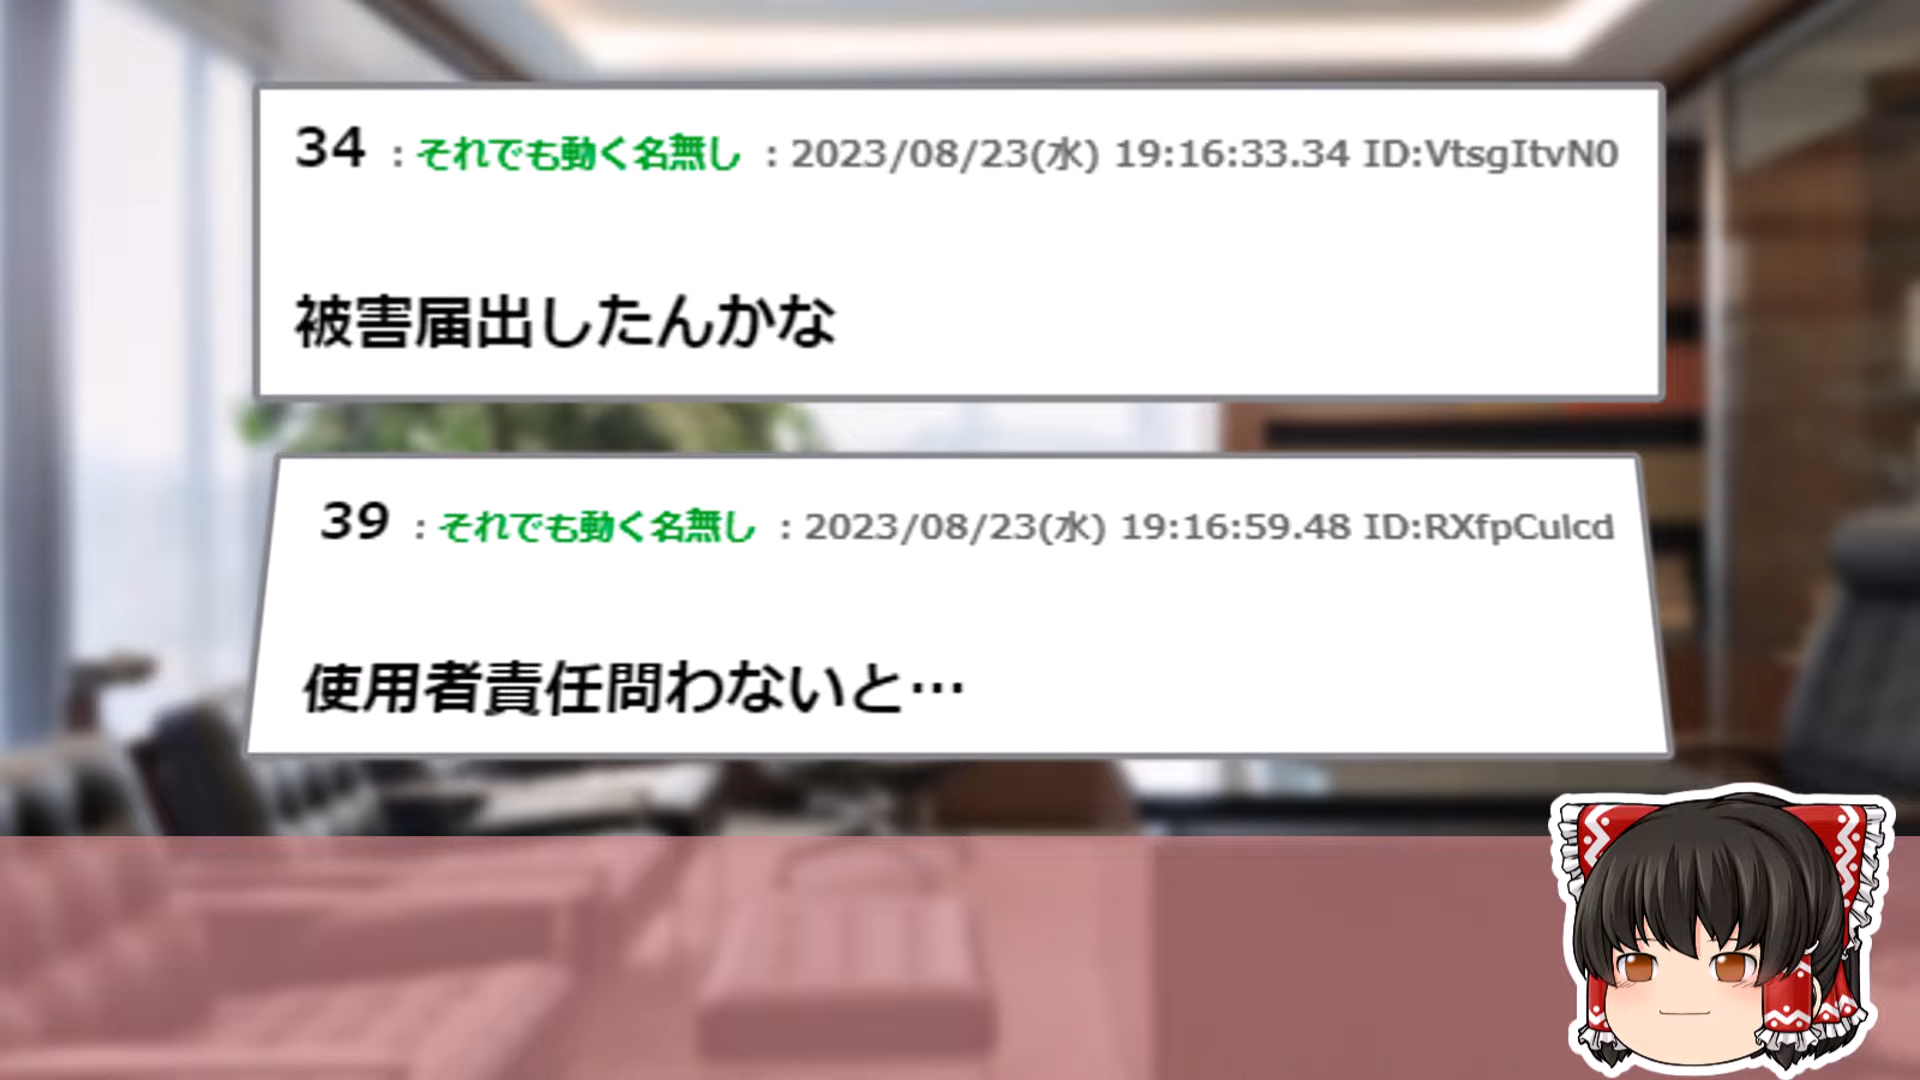 34 : それでも動く名無し : 2023/08/23(水) 19:16:33.34 ID:VtsgItvN0
被害届出したんかな
39 : それでも動く名無し : 2023/08/23(水) 19:16:59.48 ID:RXfpCulcd
使用者責任問わないと…